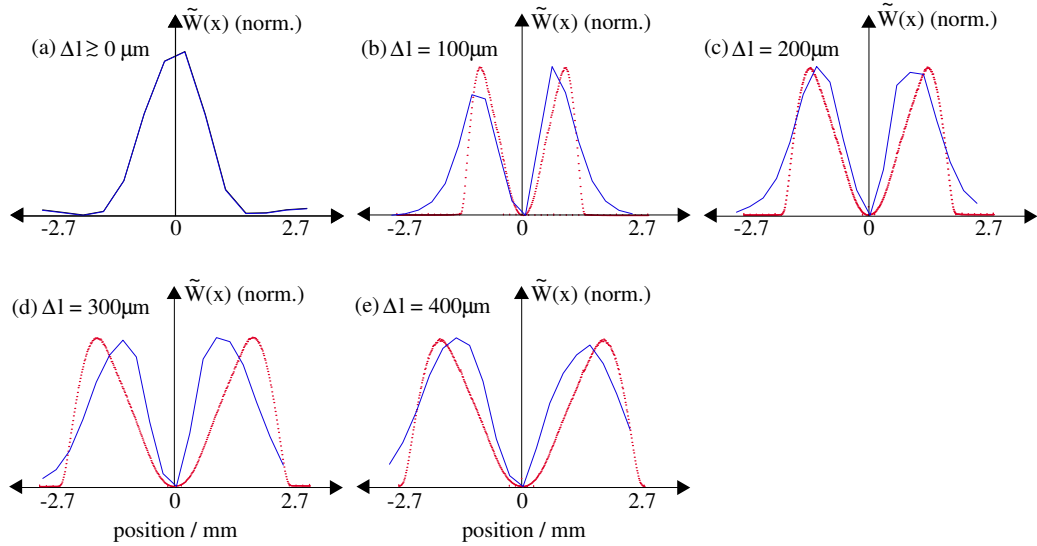 W̃(x) (norm.)
(a) Δl ≳ 0 μm
-2.7 0 2.7
W̃(x) (norm.)
(b) Δl = 100μm
-2.7 0 2.7
W̃(x) (norm.)
(c) Δl = 200μm
-2.7 0 2.7
W̃(x) (norm.)
(d) Δl = 300μm
-2.7 0 2.7
position / mm
W̃(x) (norm.)
(e) Δl = 400μm
-2.7 0 2.7
position / mm